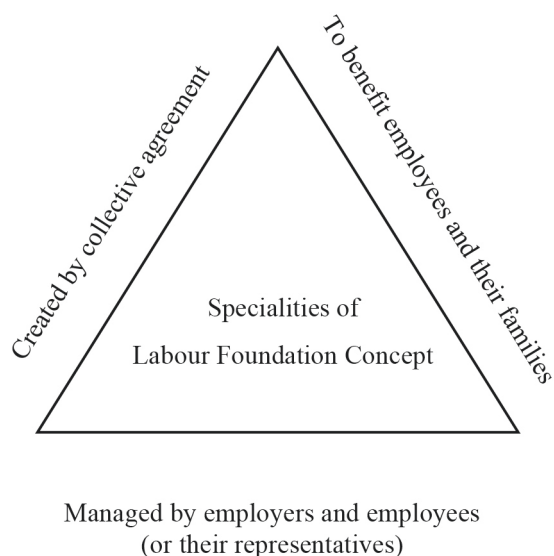 Created by collective agreement
To benefit employees and their families
Specialities of
Labour Foundation Concept
Managed by employers and employees
(or their representatives)